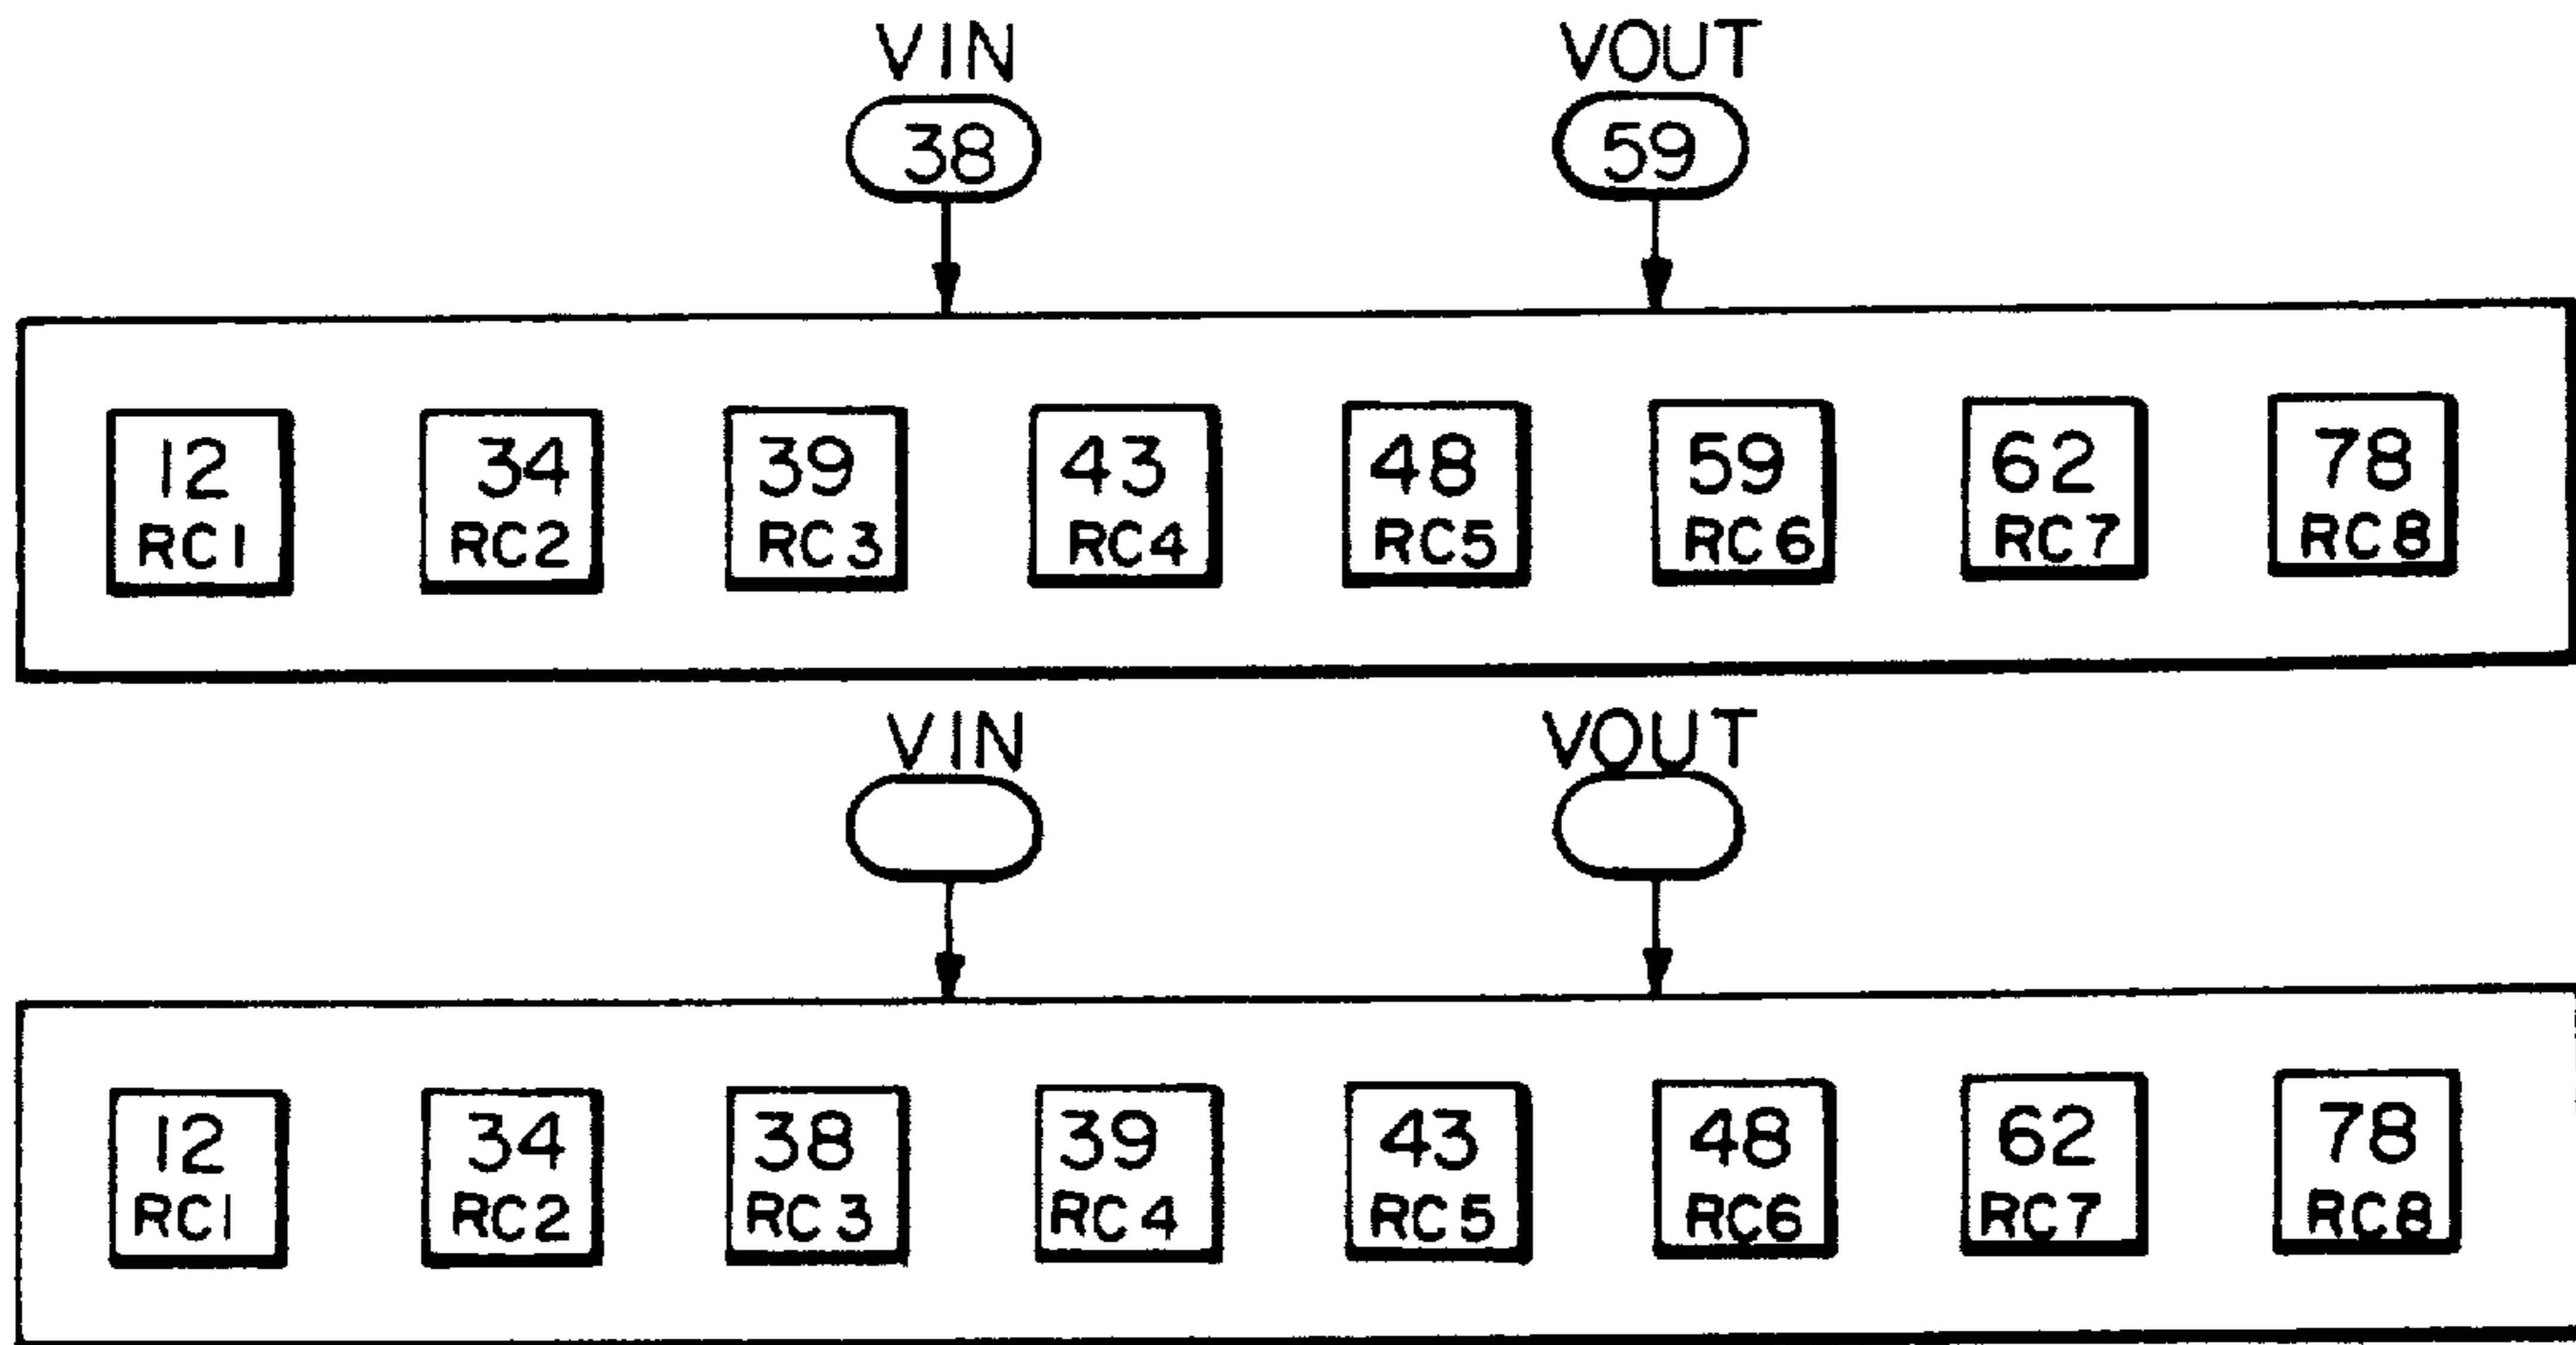 VIN VOUT
38 59
12 34 39 43 48 59 62 78
RC1 RC2 RC3 RC4 RC5 RC6 RC7 RC8
VIN VOUT
12 34 38 39 43 48 62 78
RC1 RC2 RC3 RC4 RC5 RC6 RC7 RC8